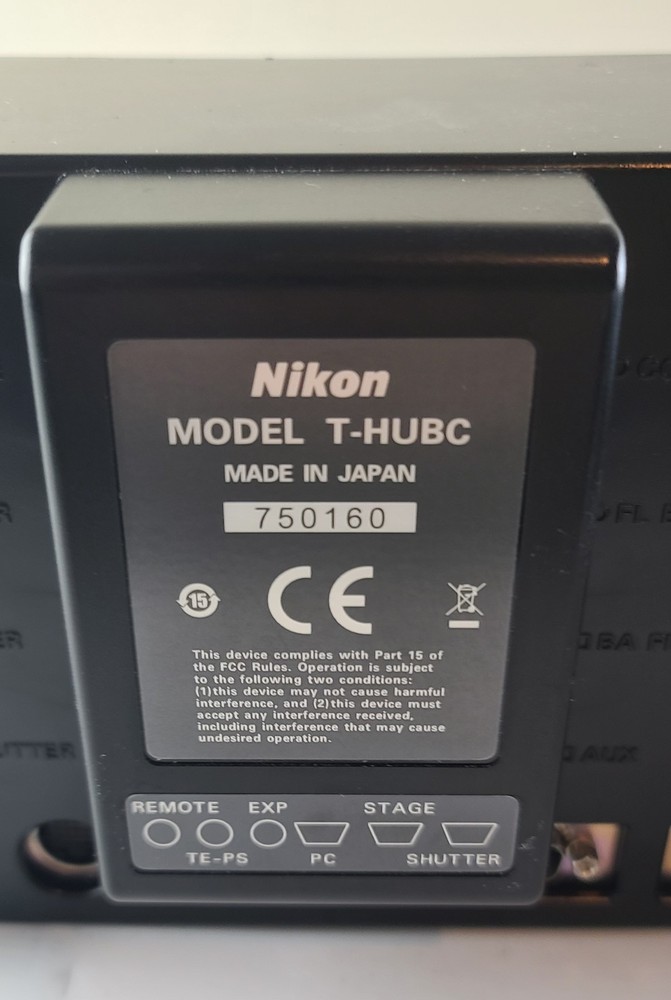 Nikon
MODEL T-HUBC
MADE IN JAPAN
750160
15
CE
This device complies with Part 15 of
the FCC Rules. Operation is subject
to the following two conditions:
(1)this device may not cause harmful
interference, and (2)this device must
accept any interference received,
including interference that may cause
undesired operation.
REMOTE EXP STAGE
TE-PS PC SHUTTER
AUX